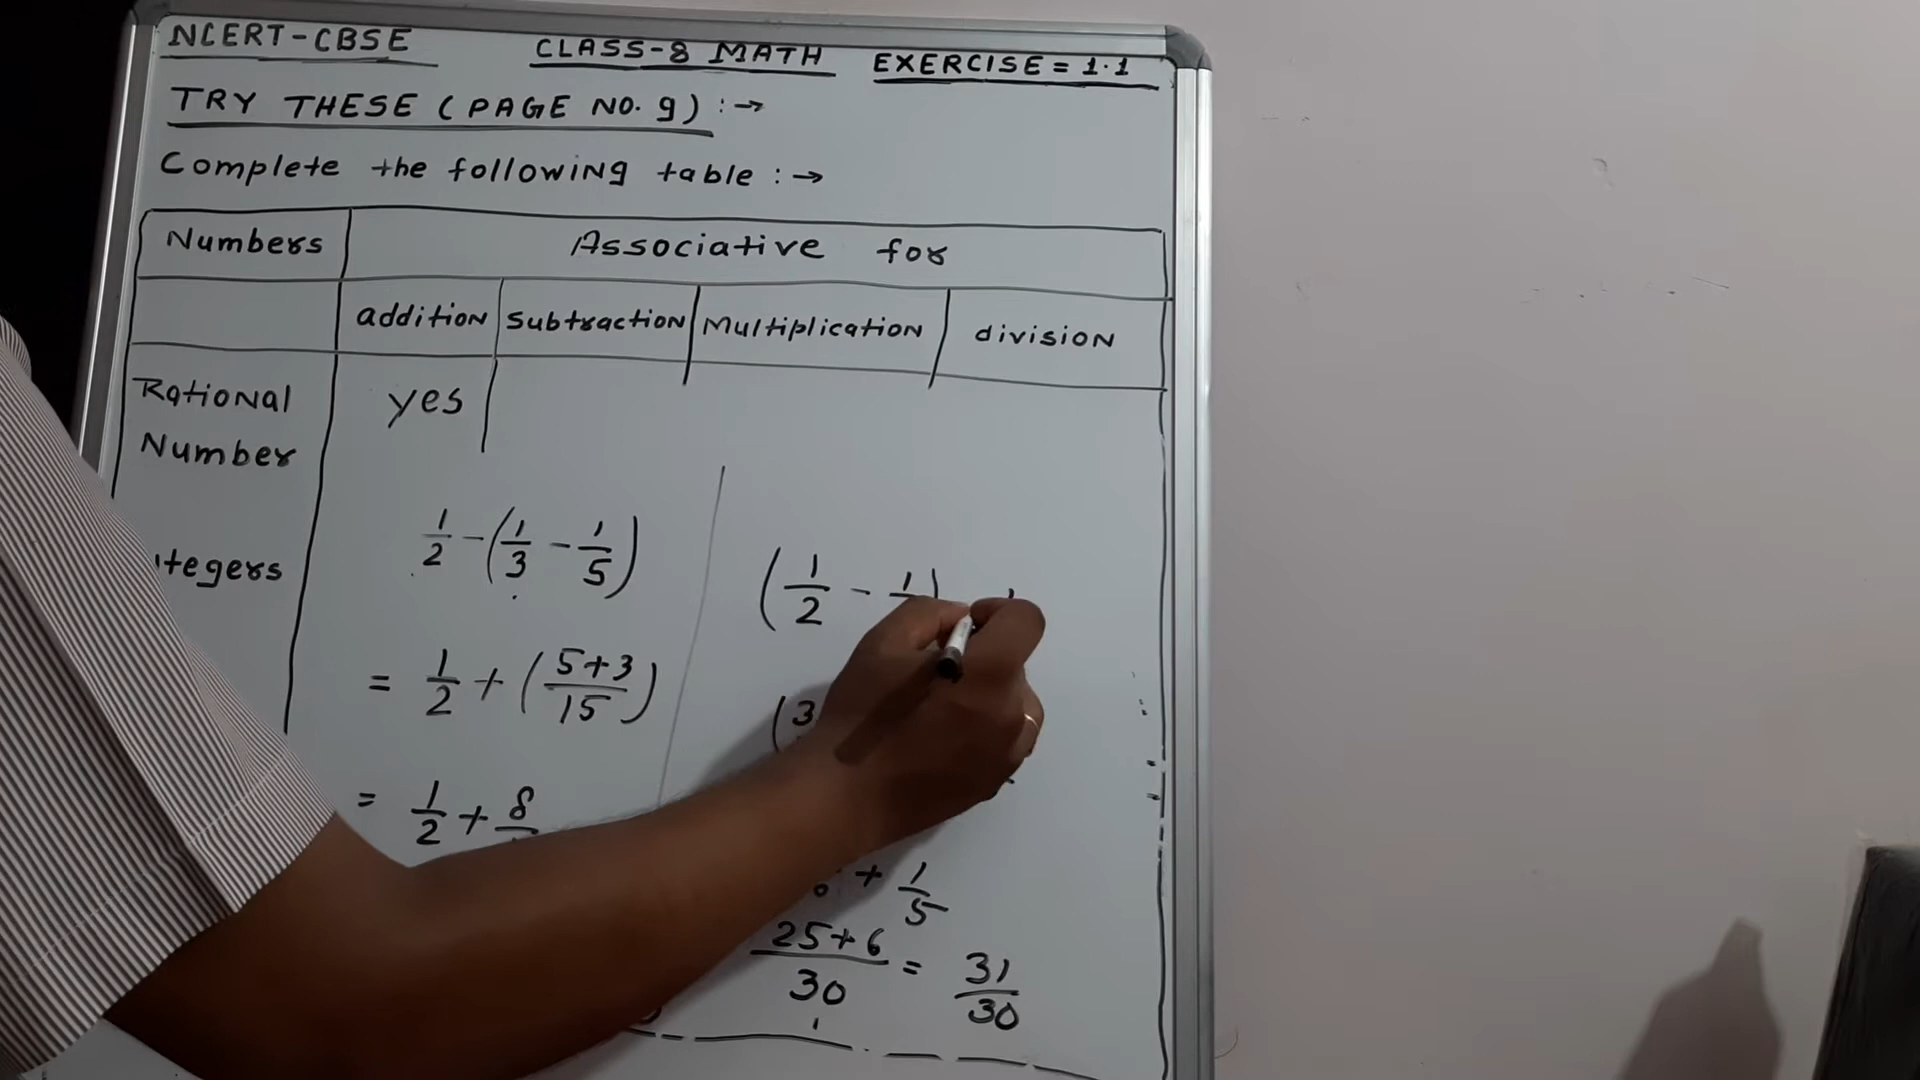 NCERT-CBSE CLASS-8 MATH EXERCISE = 1.1
TRY THESE (PAGE NO. 9) :→
Complete the following table :→
Numbers Associative for
addition Subtraction Multiplication division
Rational yes
Number
tegers
1/2 - (1/3 - 1/5)
= 1/2 + (5+3/15)
= 1/2 + 8
(1/2 - 1
(3
+ 1/5
25+6/30 = 31/30